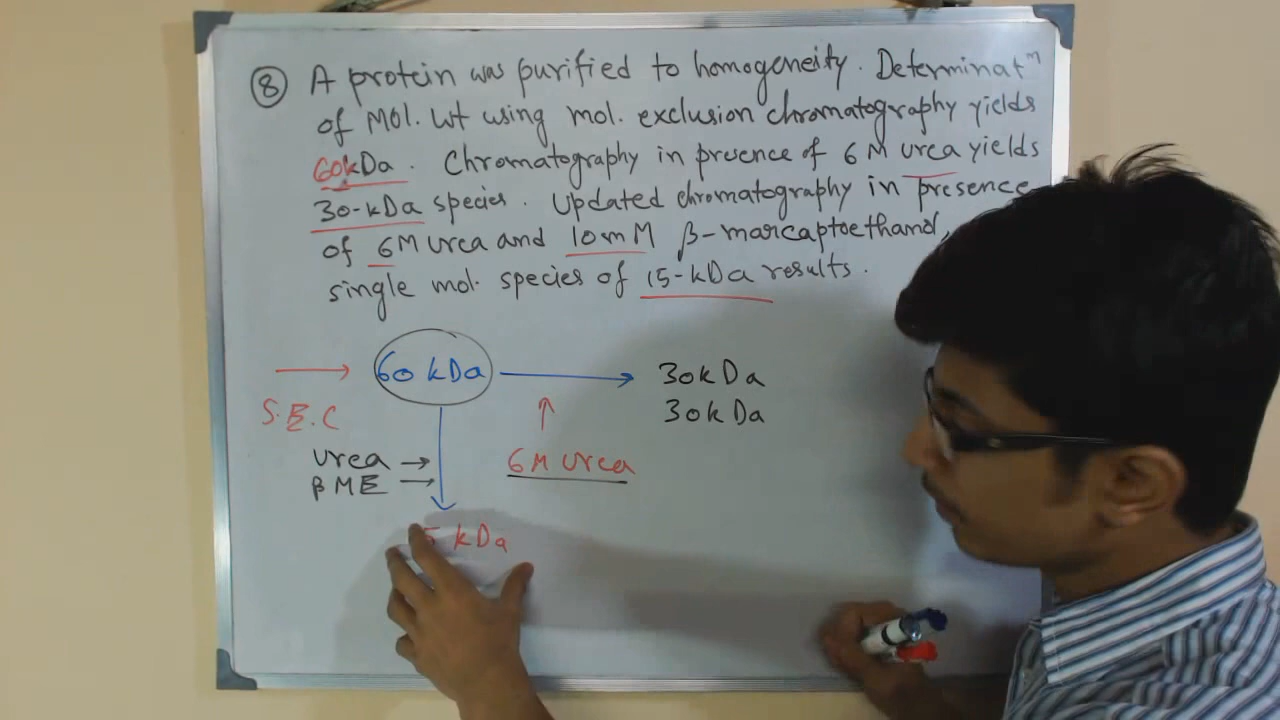 ⑧ A protein was purified to homogeneity. Determinatⁿ
of Mol. wt using mol. exclusion chromatography yields
60kDa. Chromatography in presence of 6 M urea yields
30-kDa species. Updated chromatography in presence
of 6M urea and 10mM β-marcaptoethanol,
single mol. species of 15-kDa results.
60 kDa
30kDa
S.E.C
30kDa
urea
6M urea
βME
5 kDa